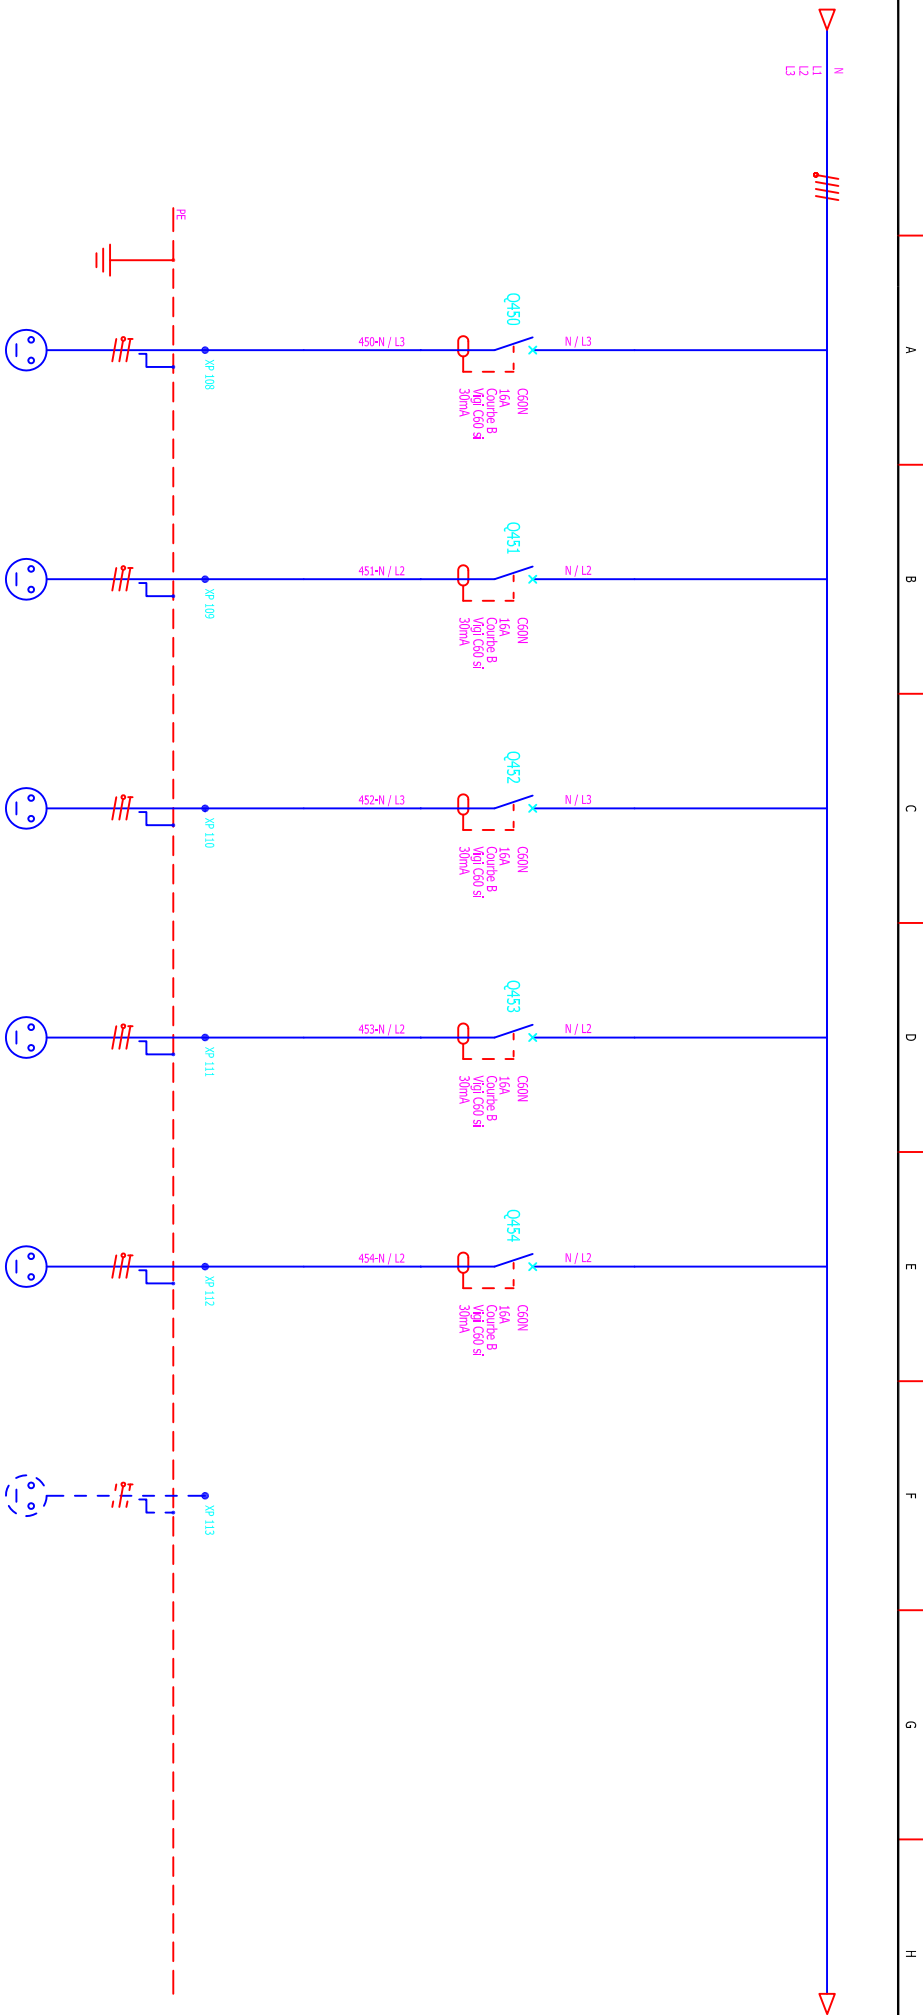 N
L1
L2
L3
PE
A
B
C
D
E
F
G
H
Q450
N / L3
450-N / L3
C60N
16A
Courbe B
Vigi C60 si
30mA
XP 108
Q451
N / L2
451-N / L2
C60N
16A
Courbe B
Vigi C60 si
30mA
XP 109
Q452
N / L3
452-N / L3
C60N
16A
Courbe B
Vigi C60 si
30mA
XP 110
Q453
N / L2
453-N / L2
C60N
16A
Courbe B
Vigi C60 si
30mA
XP 111
Q454
N / L2
454-N / L2
C60N
16A
Courbe B
Vigi C60 si
30mA
XP 112
XP 113